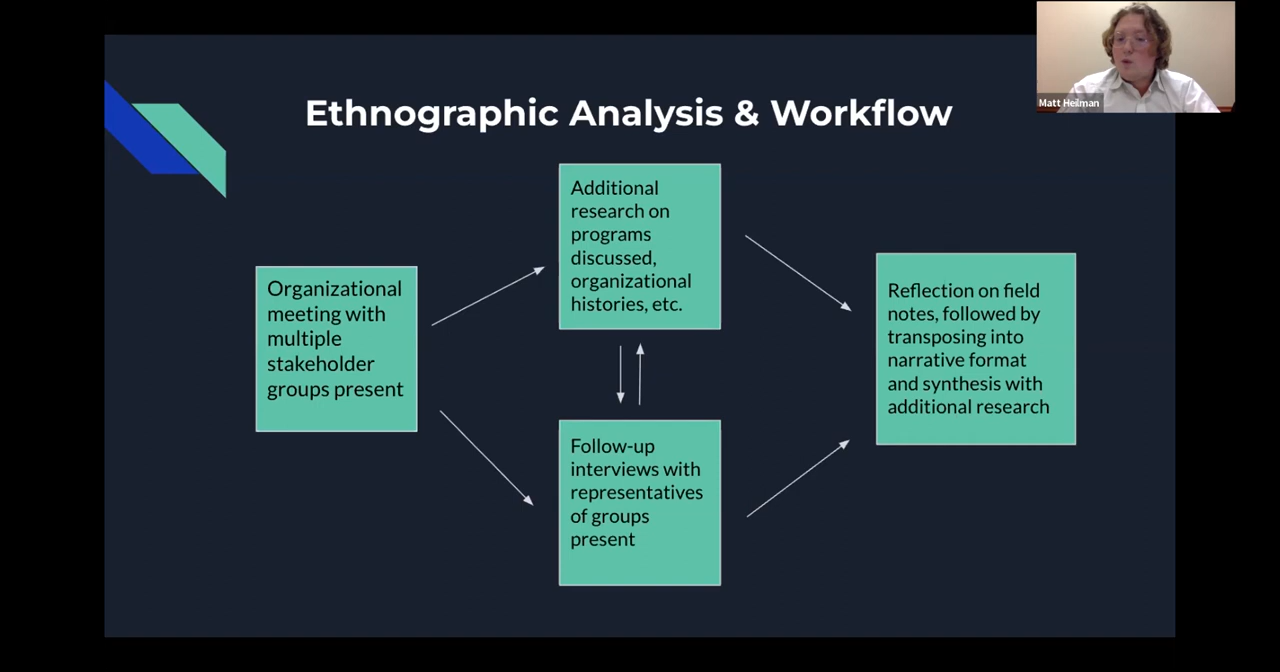 Ethnographic Analysis & Workflow
Matt Heilman
Organizational
meeting with
multiple
stakeholder
groups present
Additional
research on
programs
discussed,
organizational
histories, etc.
Follow-up
interviews with
representatives
of groups
present
Reflection on field
notes, followed by
transposing into
narrative format
and synthesis with
additional research